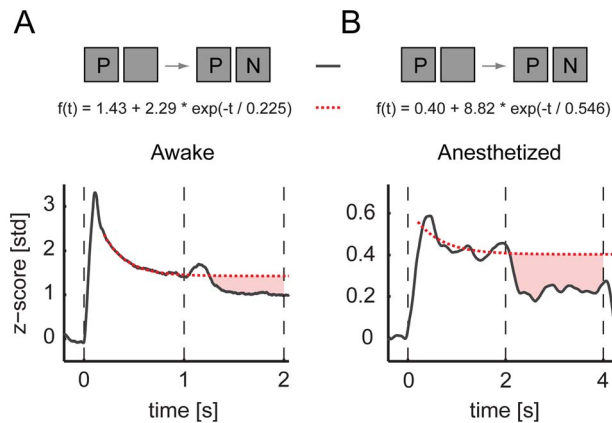 A
B
P
P N
P
P N
f(t) = 1.43 + 2.29 * exp(-t / 0.225)
f(t) = 0.40 + 8.82 * exp(-t / 0.546)
Awake
Anesthetized
z-score [std]
3
2
1
0
0.6
0.4
0.2
0
0 1 2
0 2 4
time [s]
time [s]